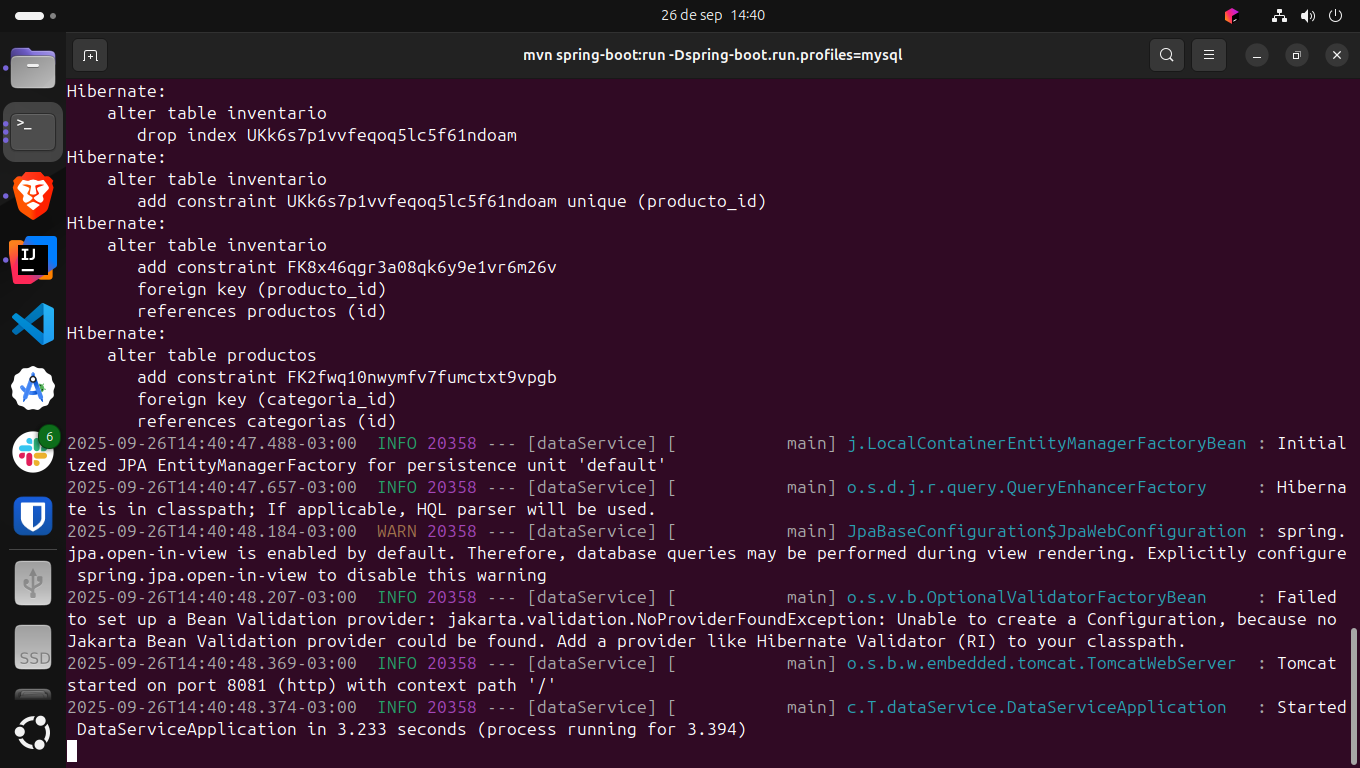 26 de sep 14:40
mvn spring-boot:run -Dspring-boot.run.profiles=mysql
Hibernate:
    alter table inventario
       drop index UKk6s7p1vvfeqoq5lc5f61ndoam
Hibernate:
    alter table inventario
       add constraint UKk6s7p1vvfeqoq5lc5f61ndoam unique (producto_id)
Hibernate:
    alter table inventario
       add constraint FK8x46qgr3a08qk6y9e1vr6m26v
       foreign key (producto_id)
       references productos (id)
Hibernate:
    alter table productos
       add constraint FK2fwq10nwymfv7fumctxt9vpgb
       foreign key (categoria_id)
       references categorias (id)
2025-09-26T14:40:47.488-03:00  INFO 20358 --- [dataService] [           main] j.LocalContainerEntityManagerFactoryBean : Initial
ized JPA EntityManagerFactory for persistence unit 'default'
2025-09-26T14:40:47.657-03:00  INFO 20358 --- [dataService] [           main] o.s.d.j.r.query.QueryEnhancerFactory     : Hiberna
te is in classpath; If applicable, HQL parser will be used.
2025-09-26T14:40:48.184-03:00  WARN 20358 --- [dataService] [           main] JpaBaseConfiguration$JpaWebConfiguration : spring.
jpa.open-in-view is enabled by default. Therefore, database queries may be performed during view rendering. Explicitly configure
 spring.jpa.open-in-view to disable this warning
2025-09-26T14:40:48.207-03:00  INFO 20358 --- [dataService] [           main] o.s.v.b.OptionalValidatorFactoryBean     : Failed
to set up a Bean Validation provider: jakarta.validation.NoProviderFoundException: Unable to create a Configuration, because no
Jakarta Bean Validation provider could be found. Add a provider like Hibernate Validator (RI) to your classpath.
2025-09-26T14:40:48.369-03:00  INFO 20358 --- [dataService] [           main] o.s.b.w.embedded.tomcat.TomcatWebServer  : Tomcat
started on port 8081 (http) with context path '/'
2025-09-26T14:40:48.374-03:00  INFO 20358 --- [dataService] [           main] c.T.dataService.DataServiceApplication   : Started
 DataServiceApplication in 3.233 seconds (process running for 3.394)
>_
IJ
6
SSD